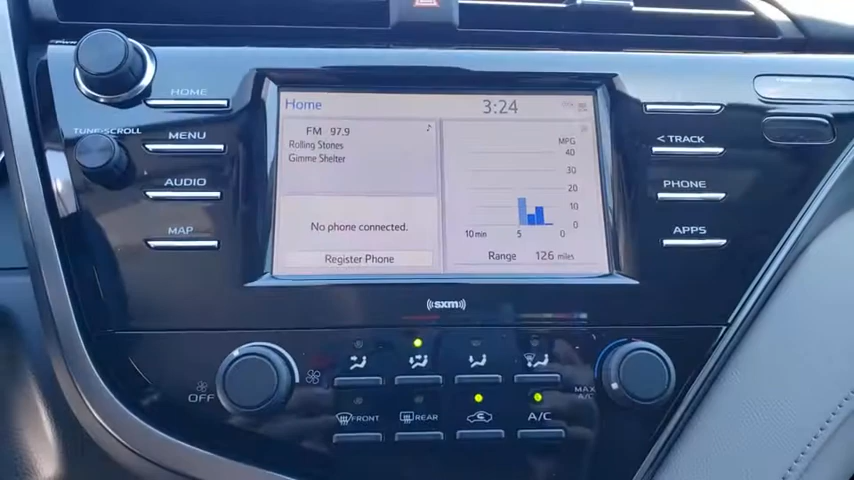 HOME
TUNE·SCROLL
MENU
AUDIO
MAP
Home
3:24
FM 97.9
Rolling Stones
Gimme Shelter
No phone connected.
Register Phone
MPG
40
30
20
10
0
10 min
5
0
Range
126 miles
< TRACK
PHONE
APPS
((sxm))
OFF
MAX
A/C
FRONT
REAR
A/C